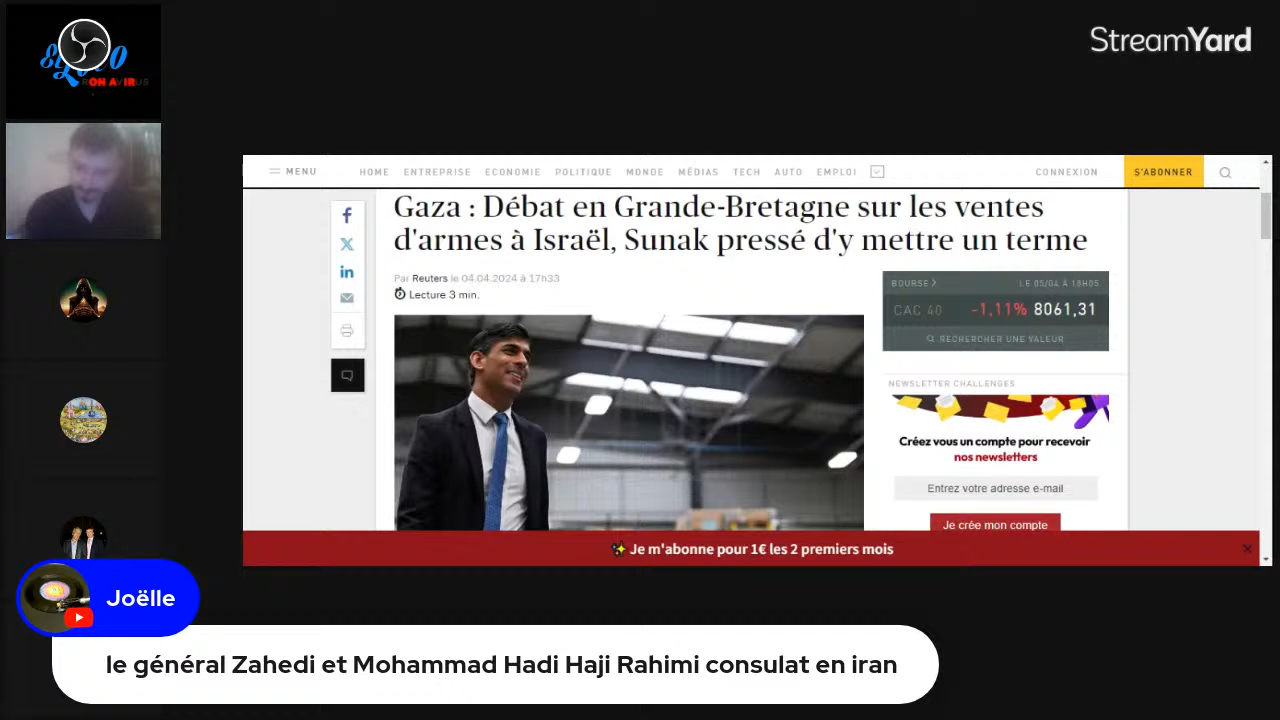 StreamYard
MENU
HOME ENTREPRISE ECONOMIE POLITIQUE MONDE MÉDIAS TECH AUTO EMPLOI
CONNEXION
S'ABONNER
Gaza : Débat en Grande-Bretagne sur les ventes
d'armes à Israël, Sunak pressé d'y mettre un terme
Par Reuters le 04.04.2024 à 17h33
Lecture 3 min.
BOURSE LE 05/04 À 18H05
CAC 40 -1,11% 8061,31
RECHERCHER UNE VALEUR
NEWSLETTER CHALLENGES
Créez vous un compte pour recevoir
nos newsletters
Entrez votre adresse e-mail
Je crée mon compte
Je m'abonne pour 1€ les 2 premiers mois
Joëlle
le général Zahedi et Mohammad Hadi Haji Rahimi consulat en iran